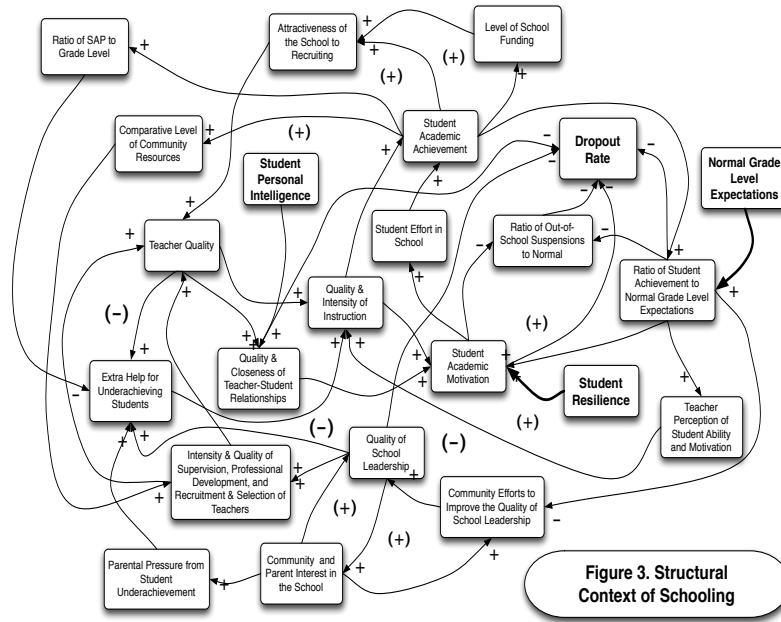 Ratio of SAP to
Grade Level
+
Attractiveness of
the School to
Recruiting
+
+
Level of School
Funding
+
(+)
(+)
Comparative Level
of Community
Resources
+
(+)
Student
Academic
Achievement
+
+
Dropout
Rate
-
-
-
-
-
Normal Grade
Level
Expectations
Student
Personal
Intelligence
Student Effort in
School
+
Ratio of Out-of-
School Suspensions
to Normal
-
-
Teacher Quality
+
+
+
Quality &
Intensity of
Instruction
+
+
+
Ratio of Student
Achievement to
Normal Grade Level
Expectations
+
+
(-)
(+)
Extra Help for
Underachieving
Students
+
-
+
+
Quality &
Closeness of
Teacher-Student
Relationships
+
+
Student
Academic
Motivation
+
+
+
Student
Resilience
(+)
Teacher
Perception of
Student Ability
and Motivation
+
(-)
(-)
Intensity & Quality
of Supervision, Professional
Development, and
Recruitment & Selection of
Teachers
+
+
+
Quality of
School
Leadership
+
+
(+)
(+)
Community Efforts to
Improve the Quality of
School Leadership
-
+
Parental Pressure from
Student
Underachievement
+
Community and
Parent Interest in
the School
+
Figure 3. Structural
Context of Schooling